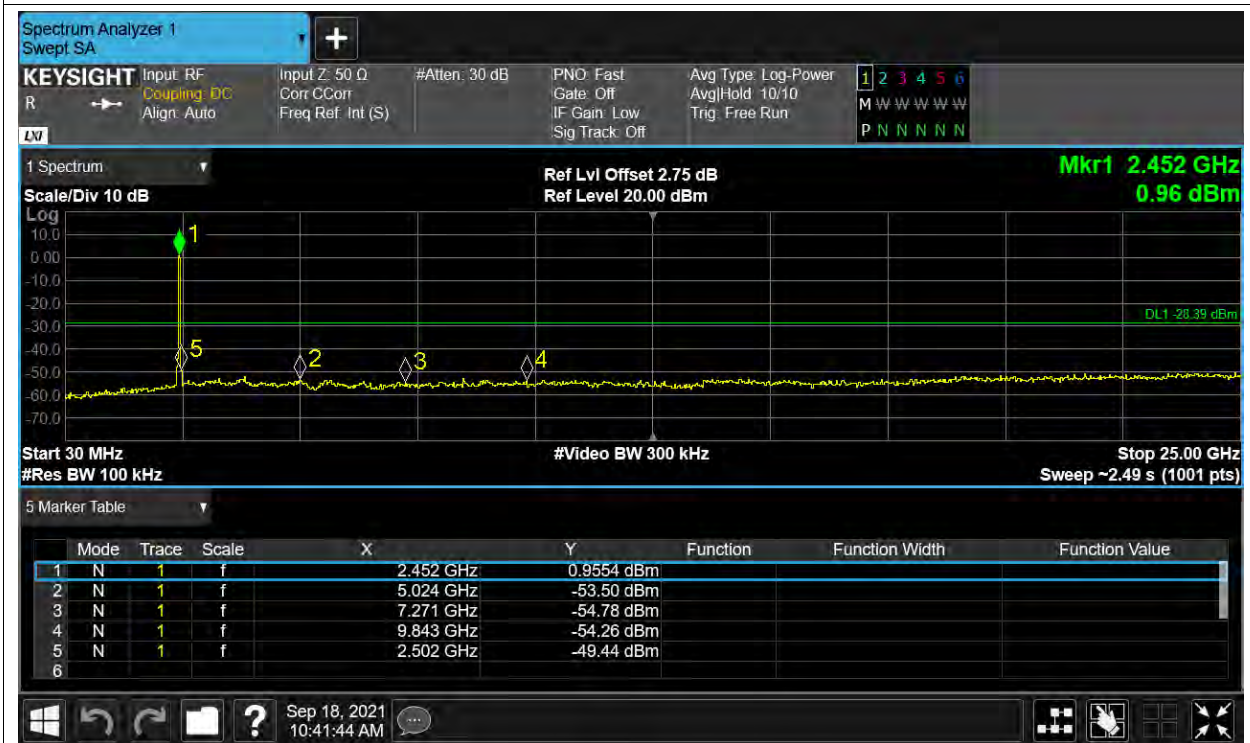 Spectrum Analyzer 1
Swept SA
+
KEYSIGHT Input: RF Input Z: 50 Ω #Atten: 30 dB PNO: Fast Avg Type: Log-Power 1 2 3 4 5 6
R Coupling: DC Corr CCorr Gate: Off Avg|Hold: 10/10 M W W W W W W
Align: Auto Freq Ref: Int (S) IF Gain: Low Trig: Free Run
LXI Sig Track: Off P N N N N N N
1 Spectrum Ref Lvl Offset 2.75 dB Mkr1 2.452 GHz
Scale/Div 10 dB Ref Level 20.00 dBm 0.96 dBm
Log
10.0 1
0.00
-10.0
-20.0
DL1 -28.39 dBm
-30.0
-40.0 5 2 3 4
-50.0
-60.0
-70.0
Start 30 MHz #Video BW 300 kHz Stop 25.00 GHz
#Res BW 100 kHz Sweep ~2.49 s (1001 pts)
5 Marker Table
Mode Trace Scale X Y Function Function Width Function Value
1 N 1 f 2.452 GHz 0.9554 dBm
2 N 1 f 5.024 GHz -53.50 dBm
3 N 1 f 7.271 GHz -54.78 dBm
4 N 1 f 9.843 GHz -54.26 dBm
5 N 1 f 2.502 GHz -49.44 dBm
6
? Sep 18, 2021
10:41:44 AM